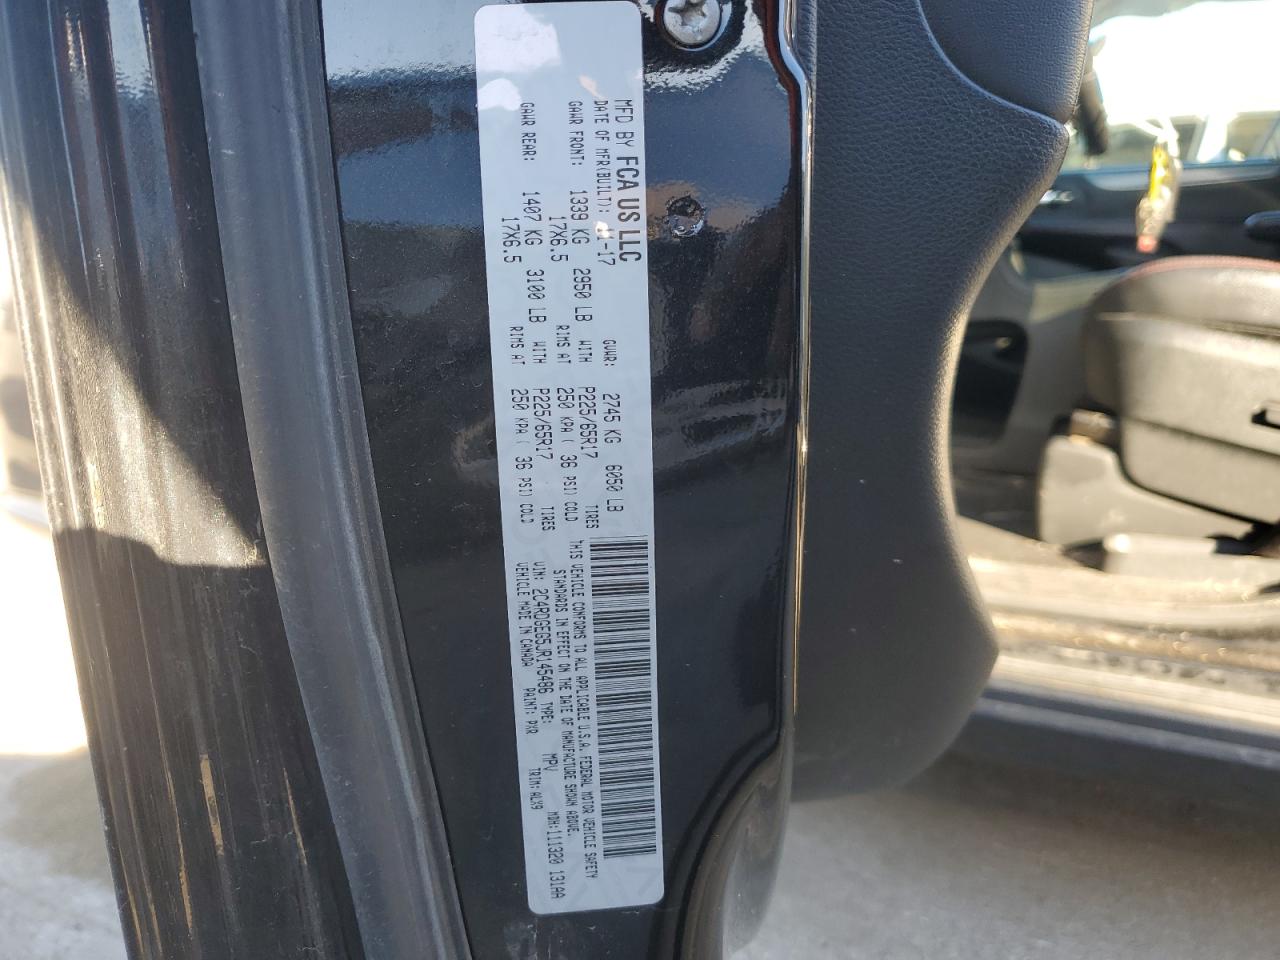 MFD BY FCA US LLC
DATE OF MFR(BUILT): 11-17 GVWR: 2745 KG 6050 LB
GAWR FRONT: 1339 KG 2950 LB WITH P225/65R17 TIRES
17X6.5 RIMS AT 250 KPA( 36 PSI) COLD
GAWR REAR: 1407 KG 3100 LB WITH P225/65R17 TIRES
17X6.5 RIMS AT 250 KPA( 36 PSI) COLD
THIS VEHICLE CONFORMS TO ALL APPLICABLE U.S.A. FEDERAL MOTOR VEHICLE SAFETY
STANDARDS IN EFFECT ON THE DATE OF MANUFACTURE SHOWN ABOVE.
VIN: 2C4RDGEG5JR145486 TYPE: MPV MDH:111320 131AA
VEHICLE MADE IN CANADA PAINT: PXR TRIM:ALX9